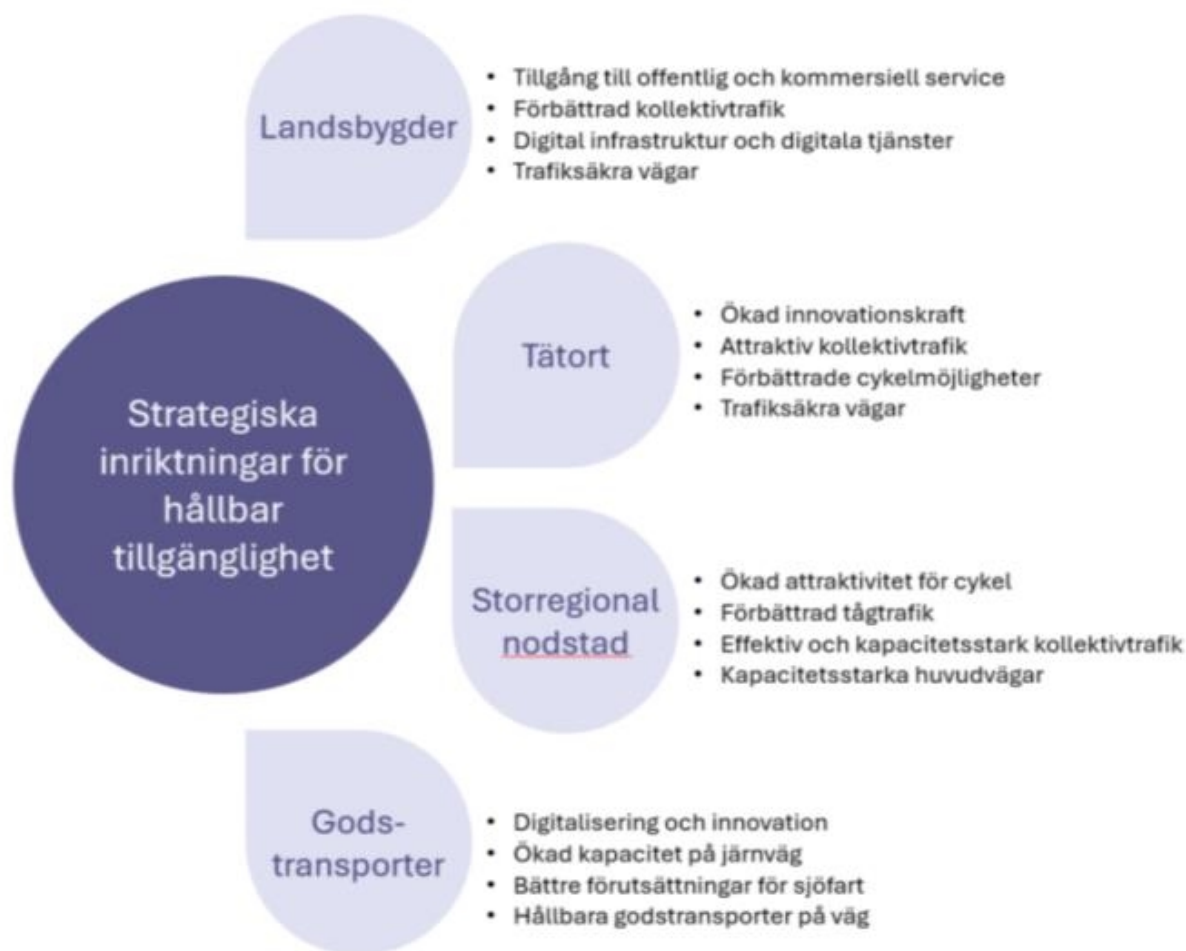 Landsbygder
• Tillgång till offentlig och kommersiell service
• Förbättrad kollektivtrafik
• Digital infrastruktur och digitala tjänster
• Trafiksäkra vägar
Strategiska
inriktningar för
hållbar
tillgänglighet
Tätort
• Ökad innovationskraft
• Attraktiv kollektivtrafik
• Förbättrade cykelmöjligheter
• Trafiksäkra vägar
Storregional
nodstad
• Ökad attraktivitet för cykel
• Förbättrad tågtrafik
• Effektiv och kapacitetsstark kollektivtrafik
• Kapacitetsstarka huvudvägar
Gods-
transporter
• Digitalisering och innovation
• Ökad kapacitet på järnväg
• Bättre förutsättningar för sjöfart
• Hållbara godstransporter på väg